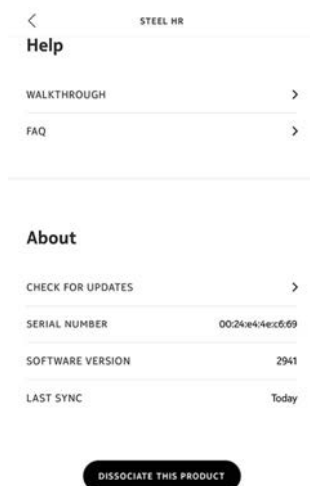 STEEL HR
Help
WALKTHROUGH
FAQ
About
CHECK FOR UPDATES
SERIAL NUMBER 00:24:e4:4e:c6:69
SOFTWARE VERSION 2941
LAST SYNC Today
DISSOCIATE THIS PRODUCT